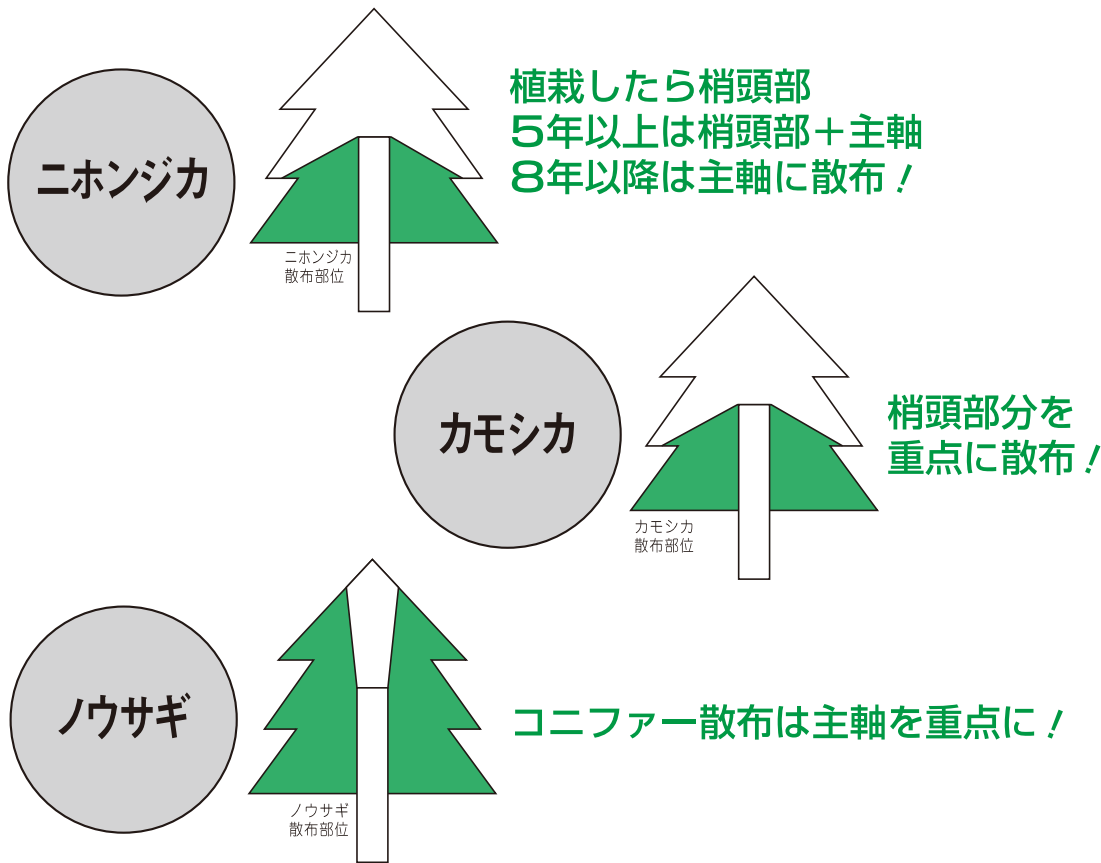 ニホンジカ
植栽したら梢頭部
5年以上は梢頭部＋主軸
8年以降は主軸に散布！
ニホンジカ
散布部位
カモシカ
梢頭部分を
重点に散布！
カモシカ
散布部位
ノウサギ
コニファー散布は主軸を重点に！
ノウサギ
散布部位